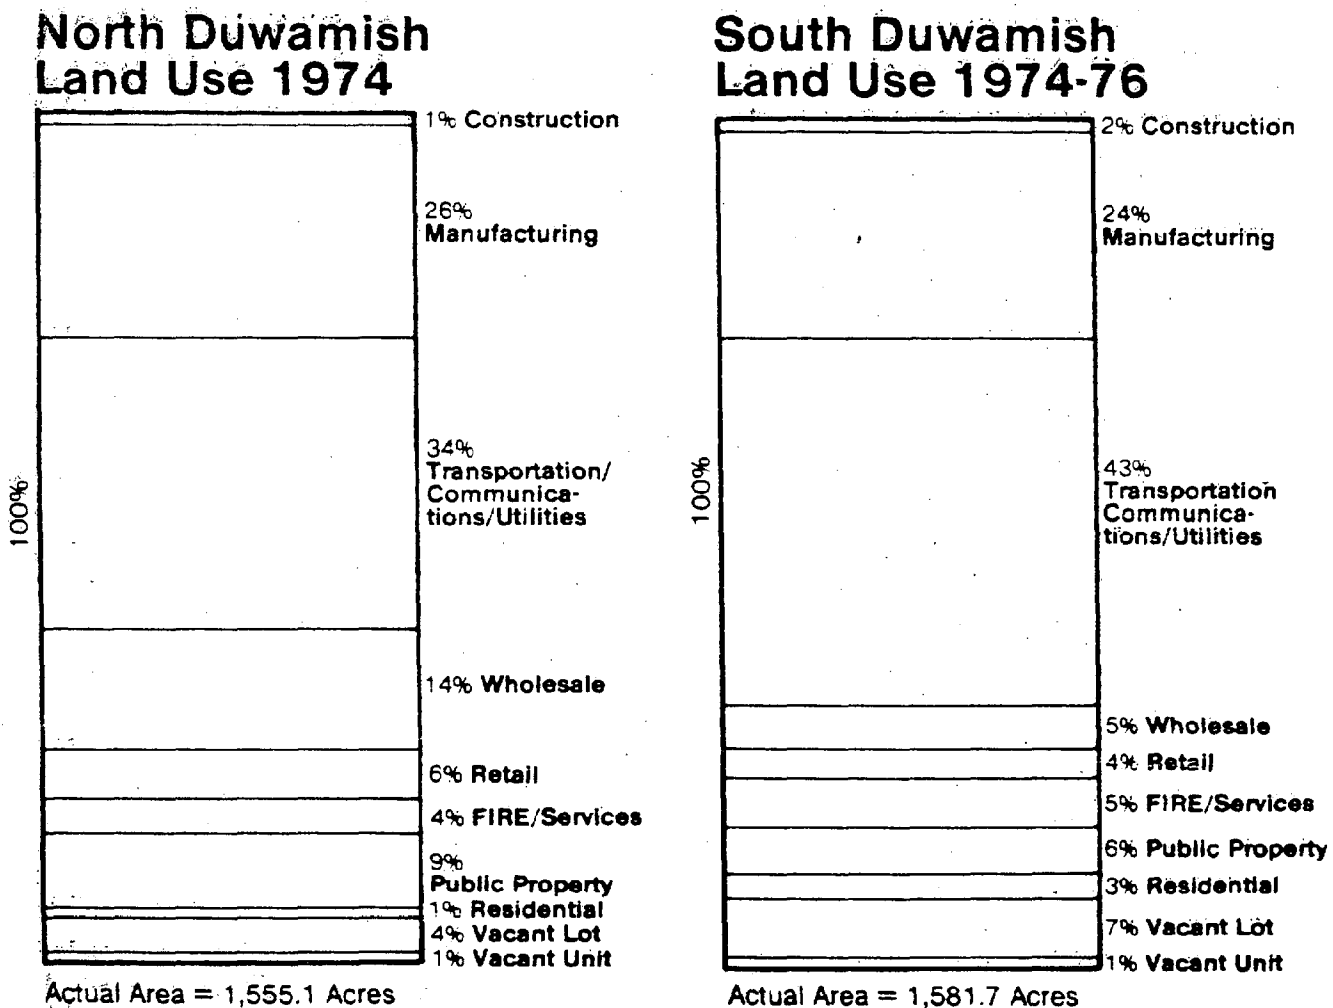 North Duwamish
Land Use 1974
1% Construction
26%
Manufacturing
34%
Transportation/
Communica-
tions/Utilities
100%
14% Wholesale
6% Retail
4% FIRE/Services
9%
Public Property
1% Residential
4% Vacant Lot
1% Vacant Unit
Actual Area = 1,555.1 Acres
South Duwamish
Land Use 1974-76
2% Construction
24%
Manufacturing
43%
Transportation
Communica-
tions/Utilities
100%
5% Wholesale
4% Retail
5% FIRE/Services
6% Public Property
3% Residential
7% Vacant Lot
1% Vacant Unit
Actual Area = 1,581.7 Acres